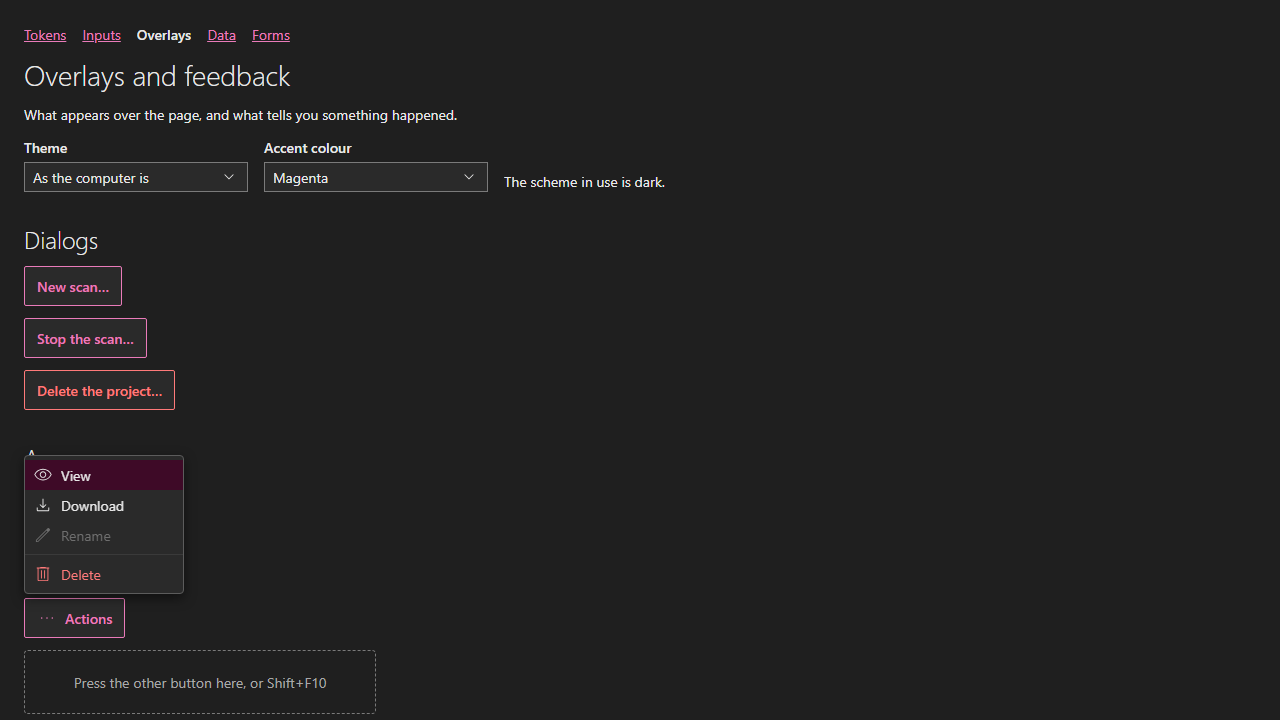 Tokens Inputs Overlays Data Forms
Overlays and feedback
What appears over the page, and what tells you something happened.
Theme Accent colour
As the computer is Magenta The scheme in use is dark.
Dialogs
New scan...
Stop the scan...
Delete the project...
View
Download
Rename
Delete
Actions
Press the other button here, or Shift+F10